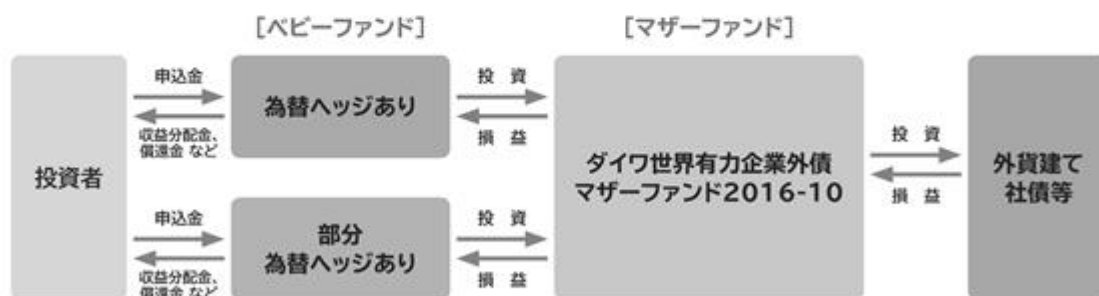 [ベビーファンド]
[マザーファンド]
投資者
申込金
収益分配金、
償還金 など
為替ヘッジあり
投 資
損 益
申込金
収益分配金、
償還金 など
部分
為替ヘッジあり
投 資
損 益
ダイワ世界有力企業外債
マザーファンド2016-10
投 資
損 益
外貨建て
社債等